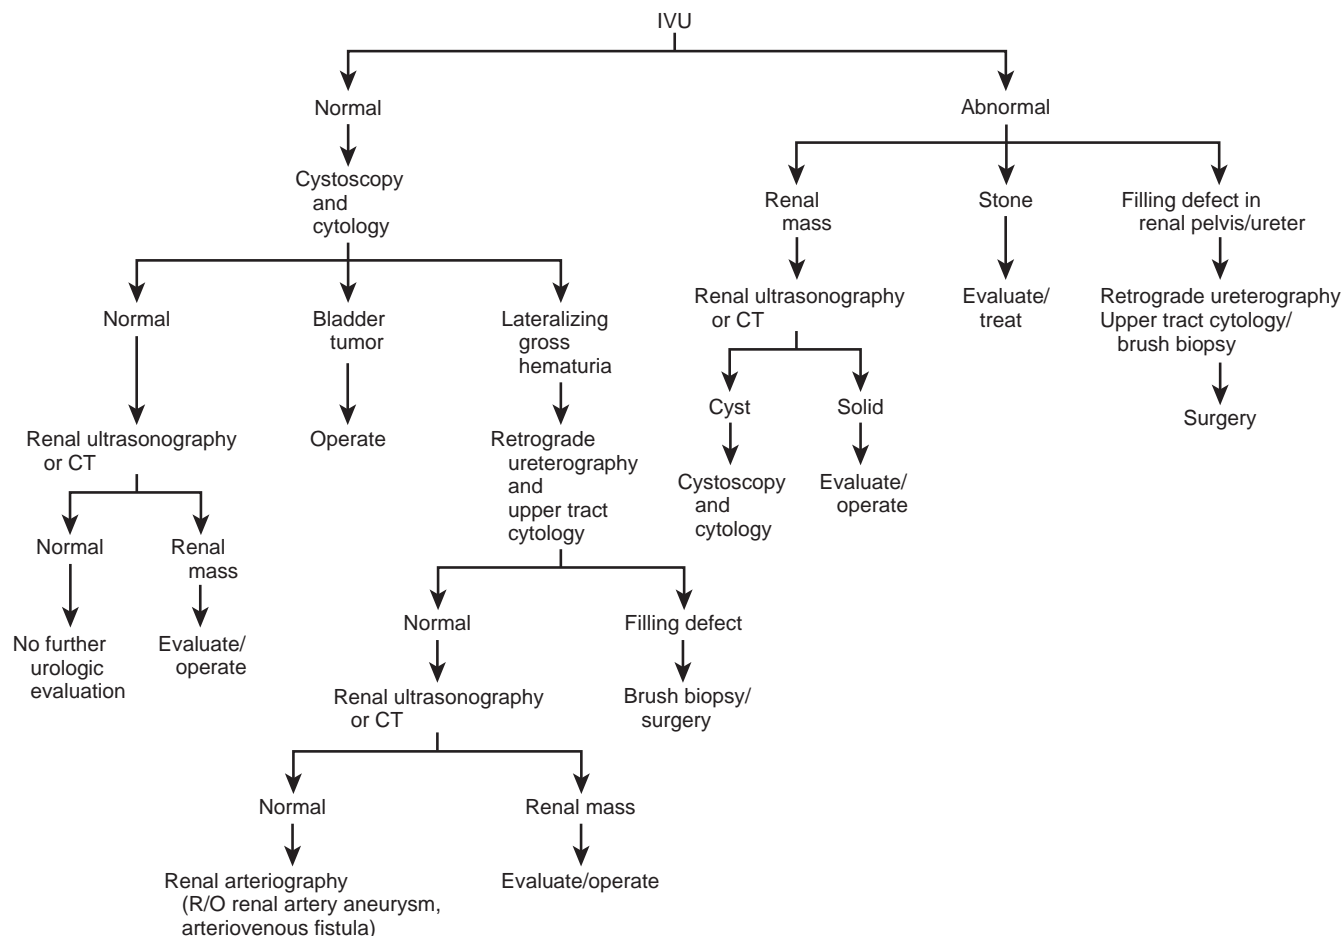 IVU
Normal
Abnormal
Cystoscopy
and
cytology
Renal
mass
Stone
Filling defect in
renal pelvis/ureter
Normal
Bladder
tumor
Lateralizing
gross
hematuria
Renal ultrasonography
or CT
Evaluate/
treat
Retrograde ureterography
Upper tract cytology/
brush biopsy
Cyst
Solid
Surgery
Renal ultrasonography
or CT
Operate
Retrograde
ureterography
and
upper tract
cytology
Cystoscopy
and
cytology
Evaluate/
operate
Normal
Renal
mass
No further
urologic
evaluation
Evaluate/
operate
Normal
Filling defect
Renal ultrasonography
or CT
Brush biopsy/
surgery
Normal
Renal mass
Renal arteriography
(R/O renal artery aneurysm,
arteriovenous fistula)
Evaluate/operate